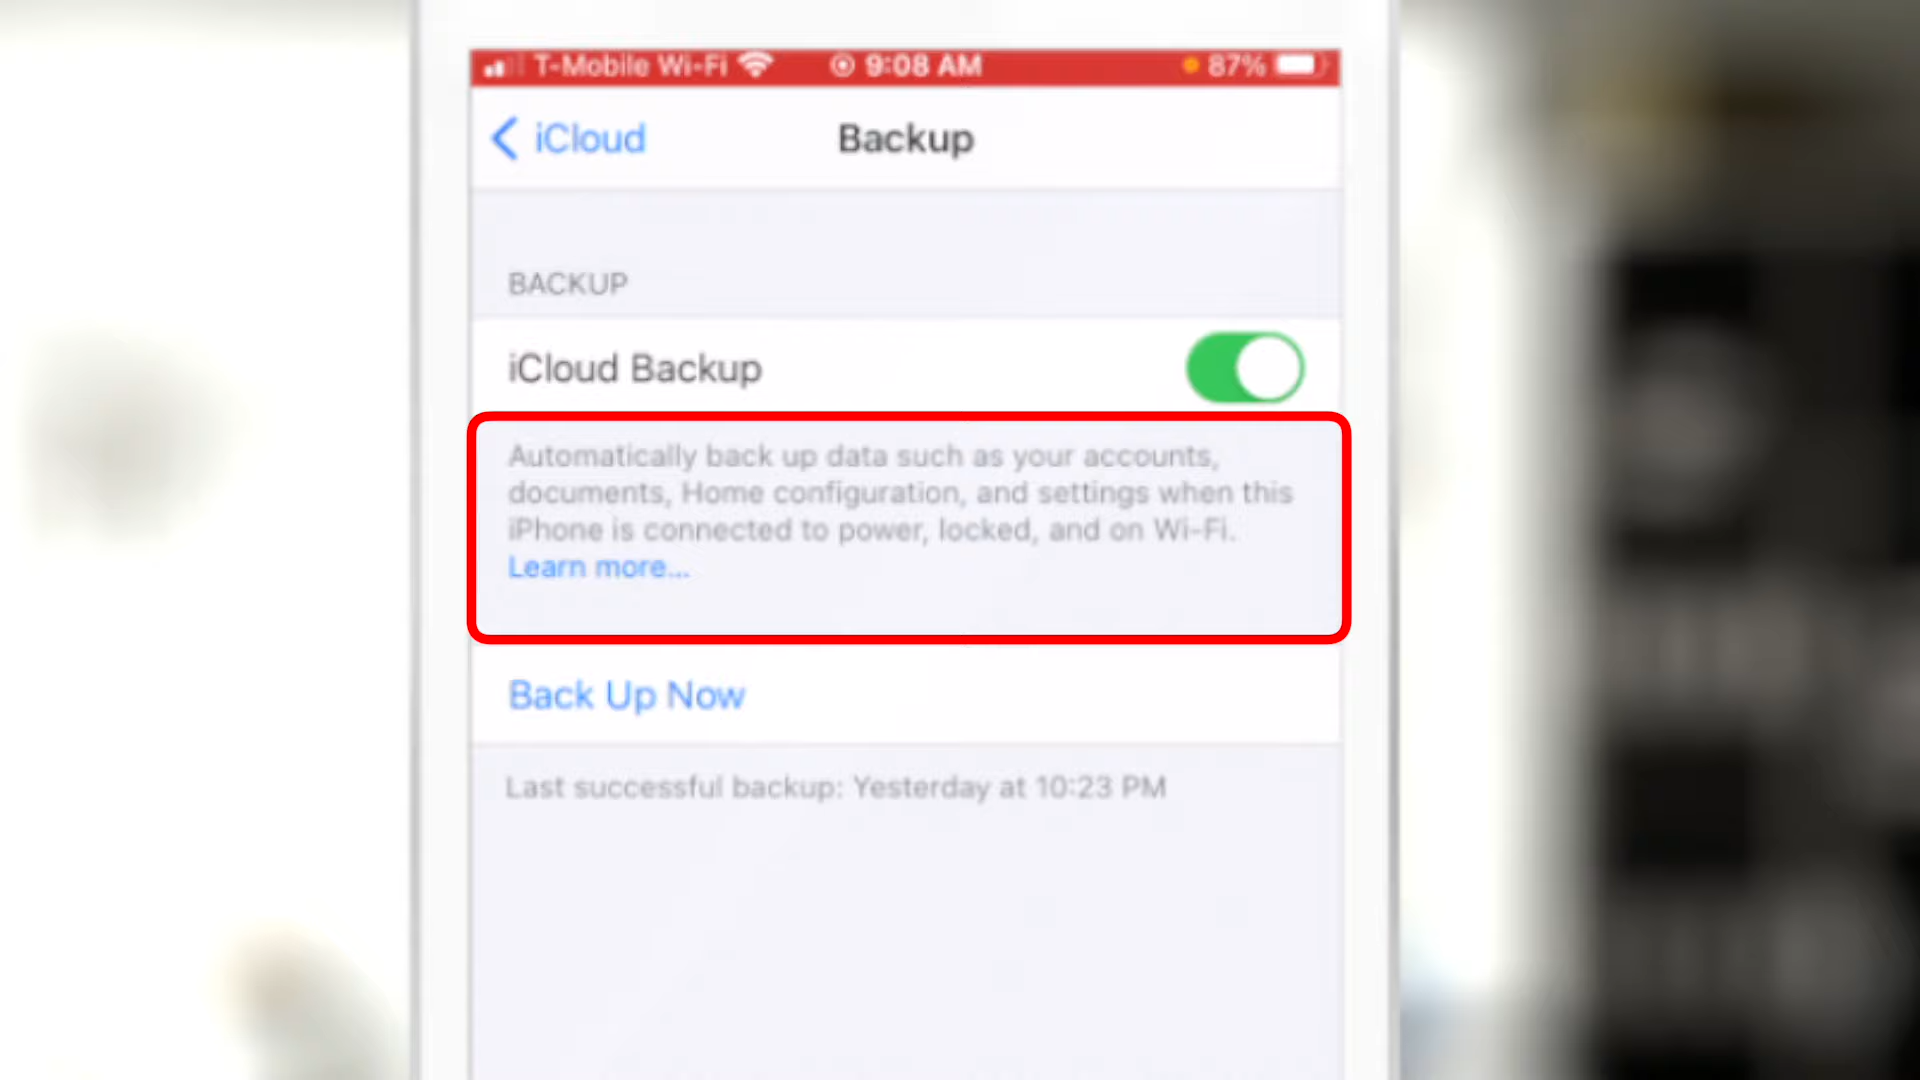 T-Mobile Wi-Fi 9:08 AM 87%
iCloud Backup
BACKUP
iCloud Backup
Automatically back up data such as your accounts,
documents, Home configuration, and settings when this
iPhone is connected to power, locked, and on Wi-Fi.
Learn more...
Back Up Now
Last successful backup: Yesterday at 10:23 PM